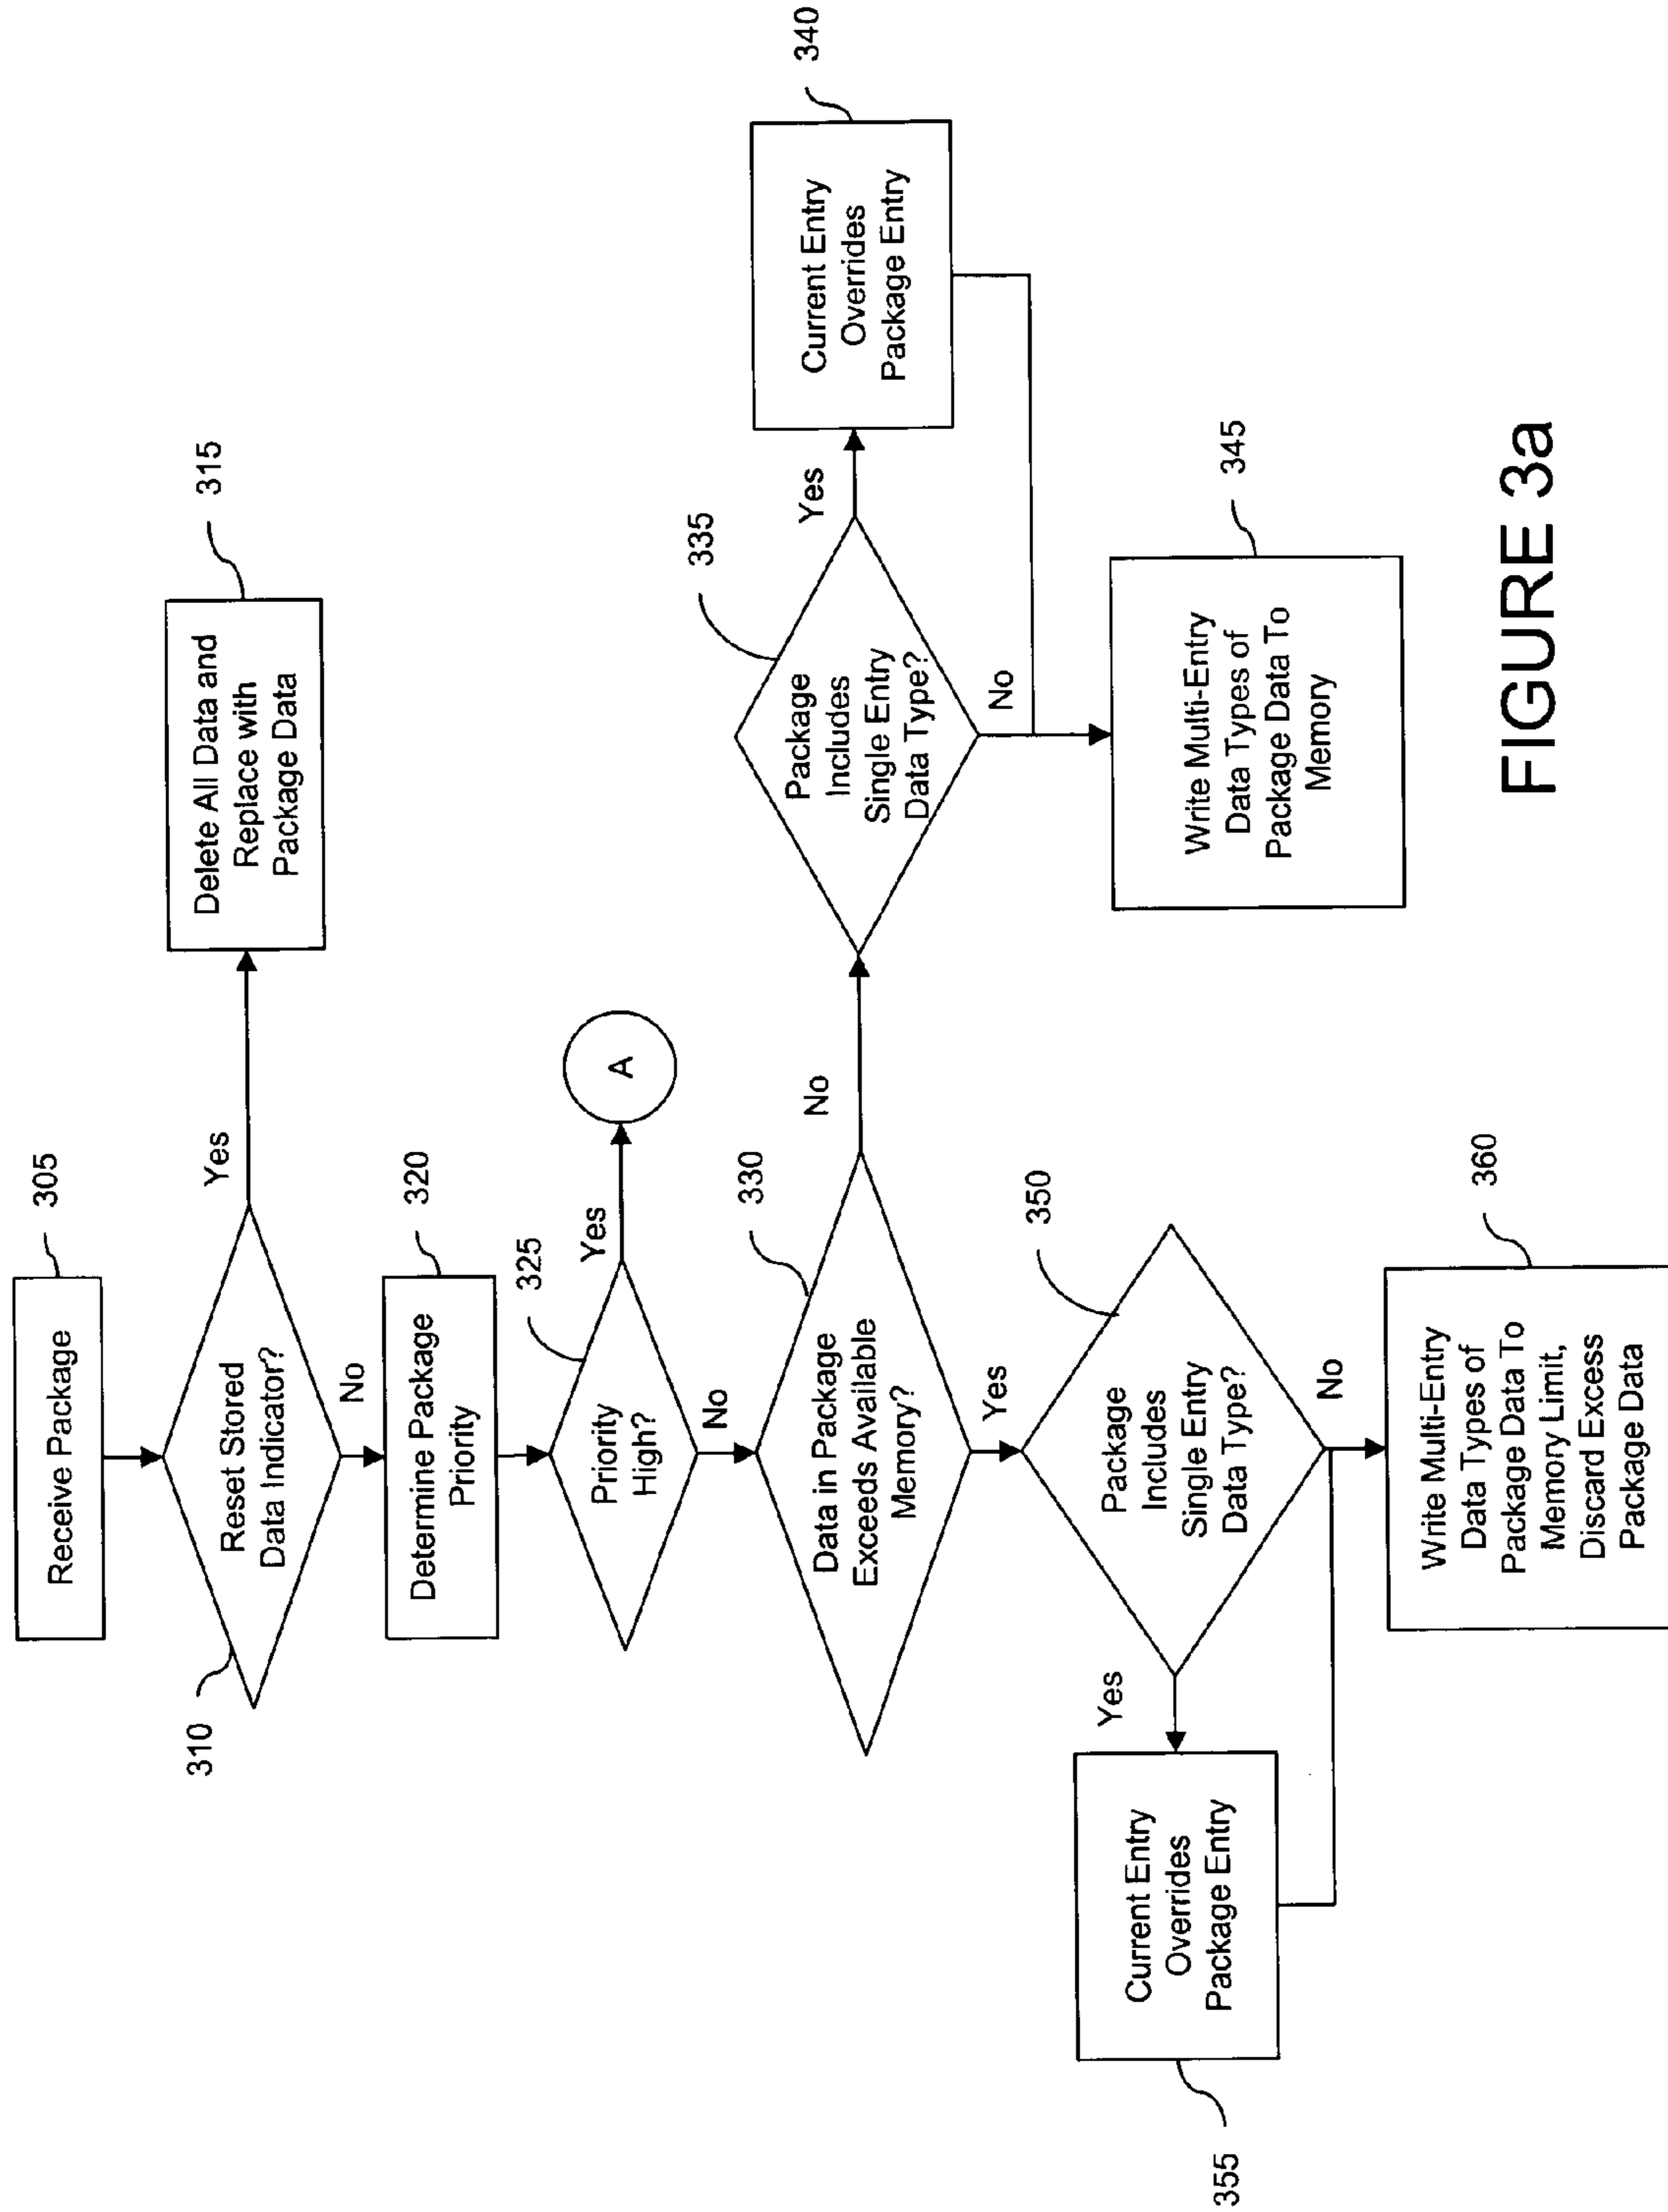 Receive Package
305
Reset Stored
Data Indicator?
310
Yes
Delete All Data and
Replace with
Package Data
315
No
Determine Package
Priority
320
Priority
High?
325
Yes
A
No
Data in Package
Exceeds Available
Memory?
330
No
Package
Includes
Single Entry
Data Type?
335
Yes
Current Entry
Overrides
Package Entry
340
No
Write Multi-Entry
Data Types of
Package Data To
Memory
345
Yes
Package
Includes
Single Entry
Data Type?
350
Yes
Current Entry
Overrides
Package Entry
355
No
Write Multi-Entry
Data Types of
Package Data To
Memory Limit,
Discard Excess
Package Data
360
FIGURE 3a